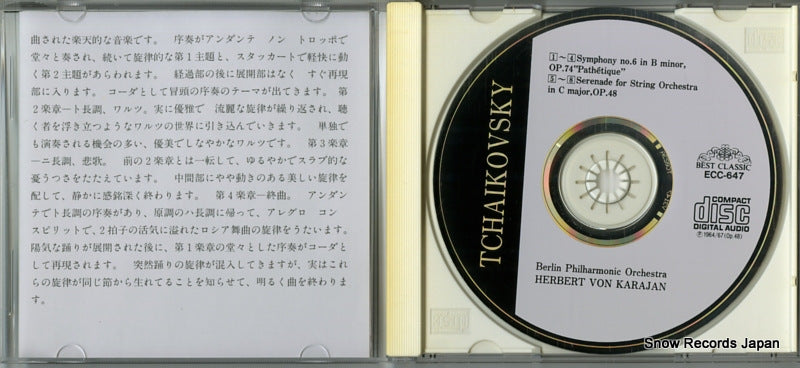 曲された楽天的な音楽です。　序奏がアンダンテ　ノン　トロッポで
堂々と奏され、続いて旋律的な第1主題と、スタッカートで軽快に動
く第2主題があらわれます。　経過部の後に展開部はなく、すぐ再現
部に入ります。　コーダとして冒頭の序奏のテーマが出てきます。　第
2楽章―ト長調、ワルツ。実に優雅で　流麗な旋律が繰り返され、聴
く者を浮き立つようなワルツの世界に引き込んでいきます。　単独で
も演奏される機会の多い、優美でしなやかなワルツです。　第3楽章
―ニ長調、悲歌。　前の2楽章とは一転して、ゆるやかでスラブ的な
憂うつさをたたえています。　中間部にやや動きのある美しい旋律を
配して、静かに感銘深く終わります。　第4楽章―終曲。　アンダン
テでト長調の序奏があり、原調のハ長調に帰って、アレグロ　コン
スピリットで、2拍子の活気に溢れたロシア舞曲の旋律をうたいます。
陽気な踊りが展開された後に、第1楽章の堂々とした序奏がコーダと
して再現されます。　突然踊りの旋律が混入してきますが、実はこれ
らの旋律が同じ節から生れてることを知らせて、明るく曲を終わりま
す。
TCHAIKOVSKY
1~4 Symphony no.6 in B minor,
OP.74"Pathétique"
5~8 Serenade for String Orchestra
in C major,OP.48
BEST CLASSIC
ECC-647
COMPACT
disc
DIGITAL AUDIO
Ⓟ1964/67(Op.48)
Berlin Philharmonic Orchestra
HERBERT VON KARAJAN
Snow Records Japan